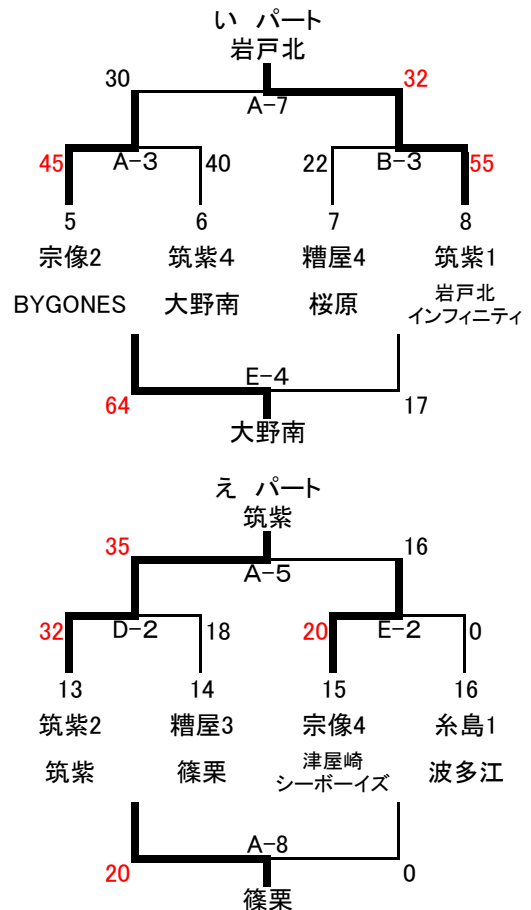 い パート
岩戸北
30 32
A-7
45 A-3 40 22 B-3 55
5 6 7 8
宗像2 筑紫4 糟屋4 筑紫1
BYGONES 大野南 桜原 岩戸北
インフィニティ
E-4
64 17
大野南
え パート
筑紫
35 16
A-5
32 D-2 18 20 E-2 0
13 14 15 16
筑紫2 糟屋3 宗像4 糸島1
筑紫 篠栗 津屋崎
シーボーイズ 波多江
A-8
20 0
篠栗